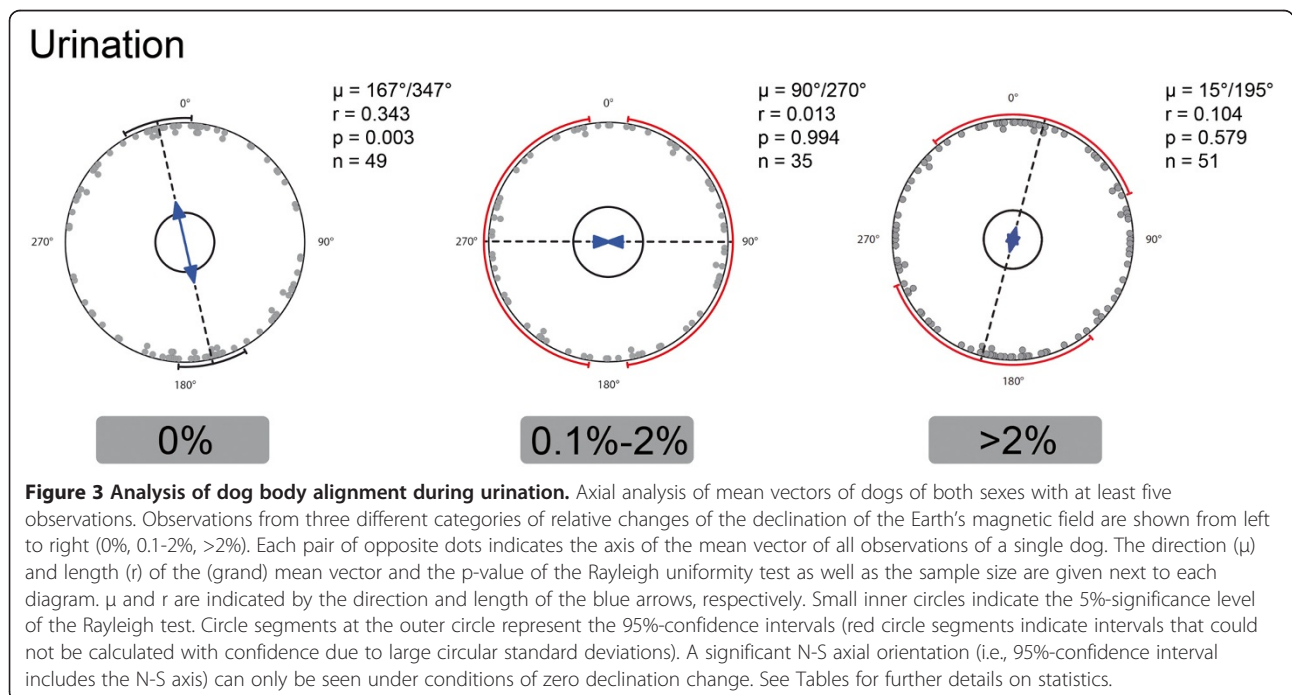 Urination
μ = 167°/347°
r = 0.343
p = 0.003
n = 49
0°
270°
90°
180°
0%
μ = 90°/270°
r = 0.013
p = 0.994
n = 35
0°
270°
90°
180°
0.1%-2%
μ = 15°/195°
r = 0.104
p = 0.579
n = 51
0°
270°
90°
180°
>2%
Figure 3 Analysis of dog body alignment during urination. Axial analysis of mean vectors of dogs of both sexes with at least five
observations. Observations from three different categories of relative changes of the declination of the Earth's magnetic field are shown from left
to right (0%, 0.1-2%, >2%). Each pair of opposite dots indicates the axis of the mean vector of all observations of a single dog. The direction (μ)
and length (r) of the (grand) mean vector and the p-value of the Rayleigh uniformity test as well as the sample size are given next to each
diagram. μ and r are indicated by the direction and length of the blue arrows, respectively. Small inner circles indicate the 5%-significance level
of the Rayleigh test. Circle segments at the outer circle represent the 95%-confidence intervals (red circle segments indicate intervals that could
not be calculated with confidence due to large circular standard deviations). A significant N-S axial orientation (i.e., 95%-confidence interval
includes the N-S axis) can only be seen under conditions of zero declination change. See Tables for further details on statistics.